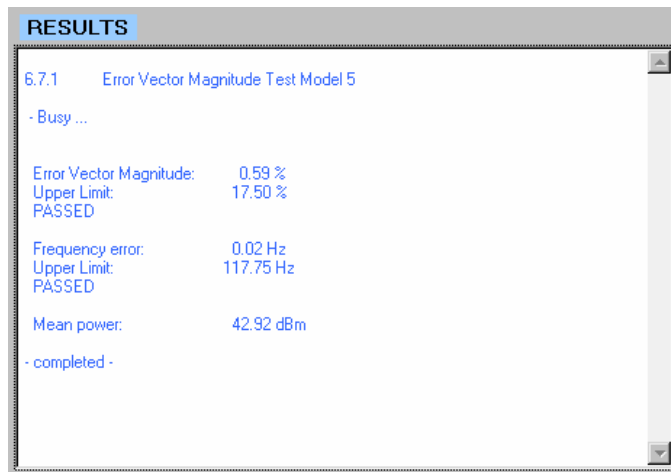 RESULTS
6.7.1 Error Vector Magnitude Test Model 5
- Busy ...
Error Vector Magnitude: 0.59 %
Upper Limit: 17.50 %
PASSED
Frequency error: 0.02 Hz
Upper Limit: 117.75 Hz
PASSED
Mean power: 42.92 dBm
- completed -